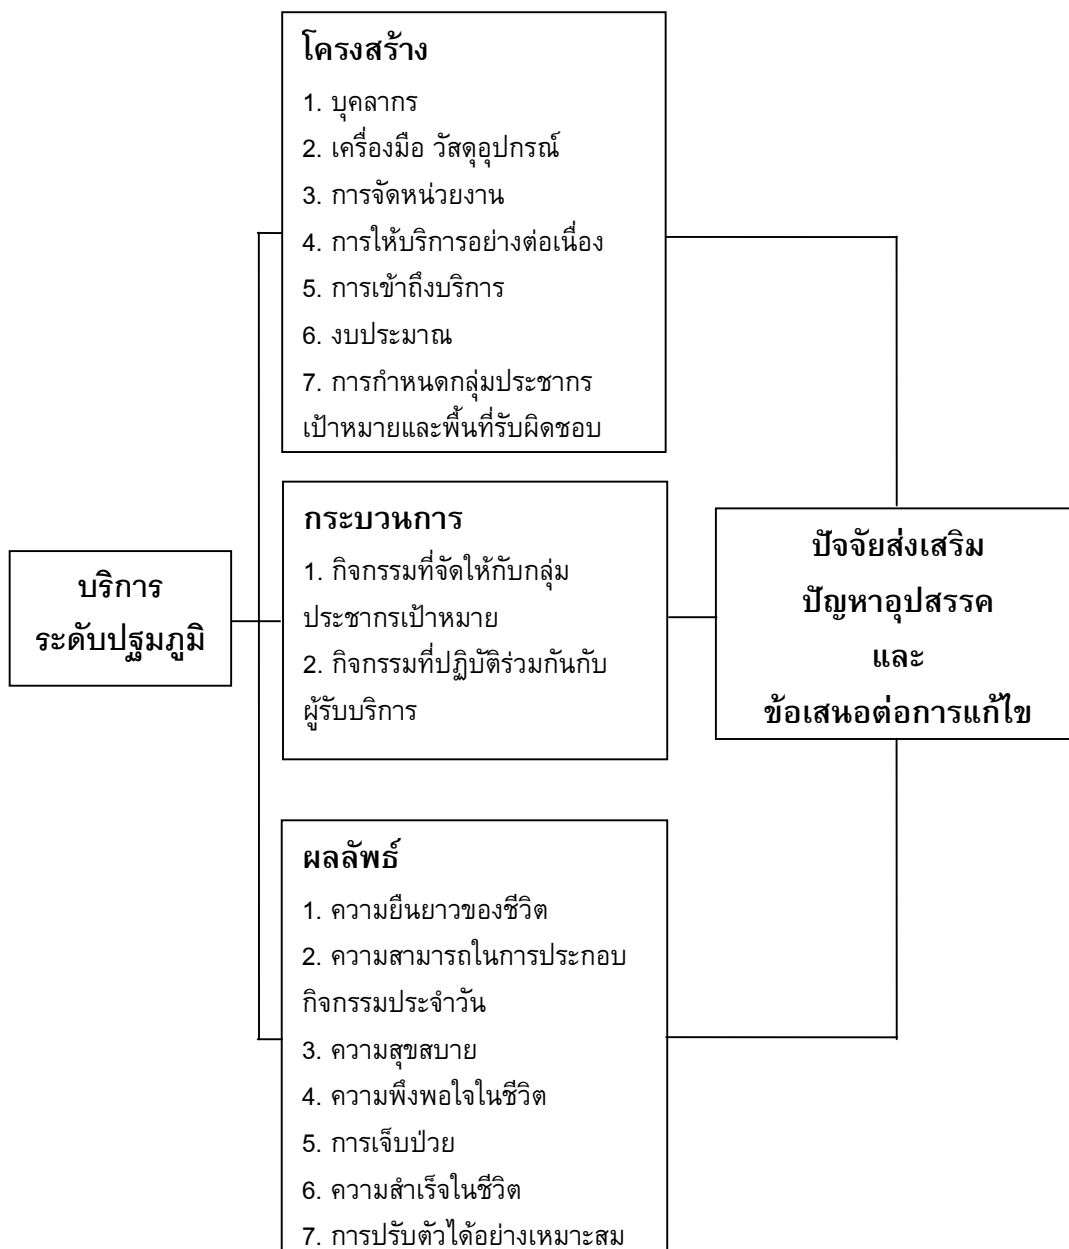 โครงสร้าง
1. บุคลากร
2. เครื่องมือ วัสดุอุปกรณ์
3. การจัดหน่วยงาน
4. การให้บริการอย่างต่อเนื่อง
5. การเข้าถึงบริการ
6. งบประมาณ
7. การกำหนดกลุ่มประชากร
เป้าหมายและพื้นที่รับผิดชอบ
บริการ
ระดับปฐมภูมิ
กระบวนการ
1. กิจกรรมที่จัดให้กับกลุ่ม
ประชากรเป้าหมาย
2. กิจกรรมที่ปฏิบัติร่วมกันกับ
ผู้รับบริการ
ปัจจัยส่งเสริม
ปัญหาอุปสรรค
และ
ข้อเสนอต่อการแก้ไข
ผลลัพธ์
1. ความยืนยาวของชีวิต
2. ความสามารถในการประกอบ
กิจกรรมประจำวัน
3. ความสุขสบาย
4. ความพึงพอใจในชีวิต
5. การเจ็บป่วย
6. ความสำเร็จในชีวิต
7. การปรับตัวได้อย่างเหมาะสม